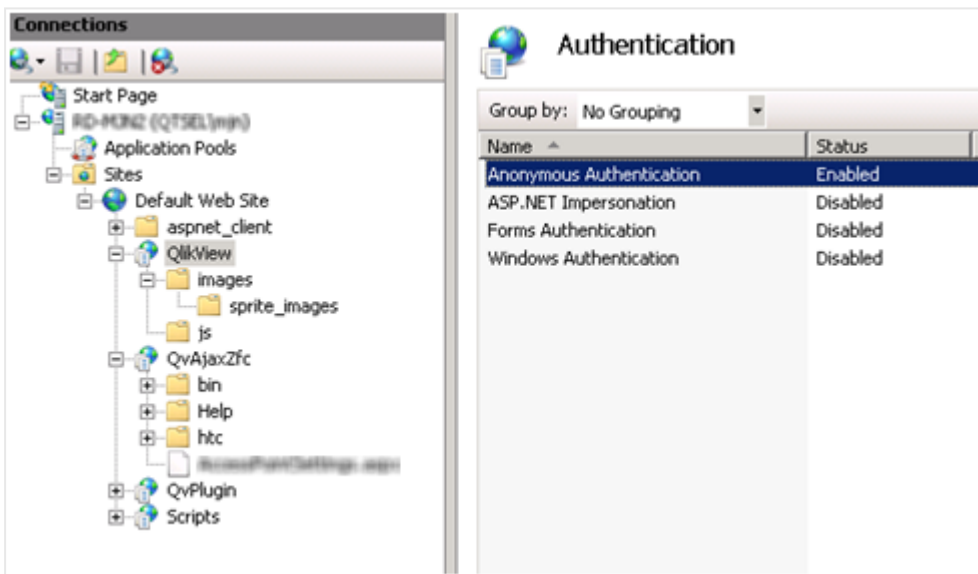 Connections
Start Page
Application Pools
Sites
Default Web Site
aspnet_client
QlikView
images
sprite_images
js
QvAjaxZfc
bin
Help
htc
QvPlugin
Scripts
Authentication
Group by: No Grouping
Name Status
Anonymous Authentication Enabled
ASP.NET Impersonation Disabled
Forms Authentication Disabled
Windows Authentication Disabled